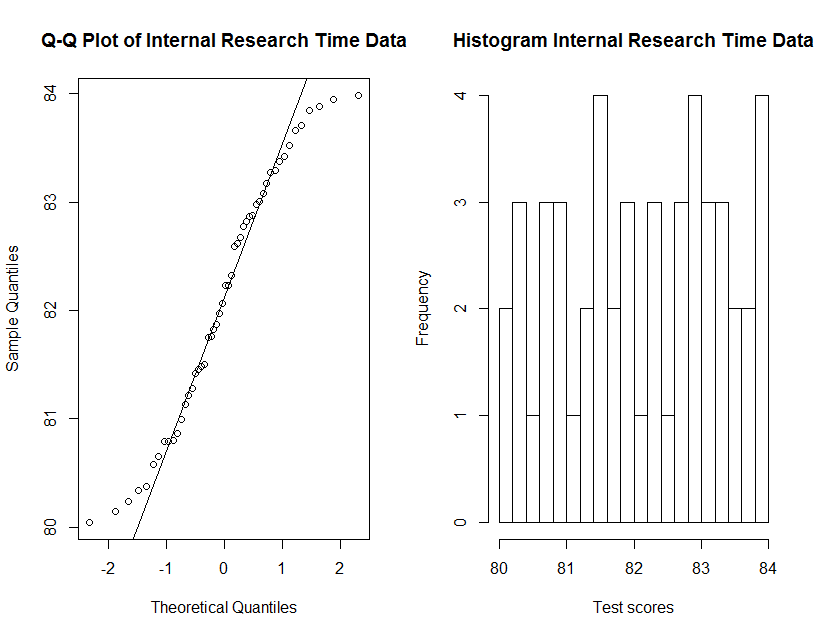 Q-Q Plot of Internal Research Time Data
Sample Quantiles
84
83
82
81
80
-2 -1 0 1 2
Theoretical Quantiles
Histogram Internal Research Time Data
Frequency
4
3
2
1
0
80 81 82 83 84
Test scores